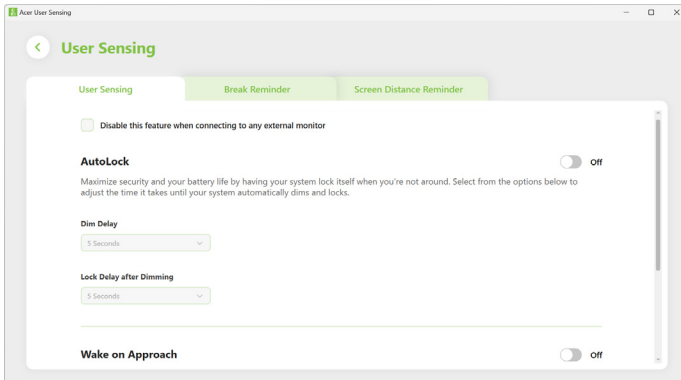 Acer User Sensing
User Sensing
User Sensing
Break Reminder
Screen Distance Reminder
Disable this feature when connecting to any external monitor
AutoLock
Off
Maximize security and your battery life by having your system lock itself when you're not around. Select from the options below to
adjust the time it takes until your system automatically dims and locks.
Dim Delay
5 Seconds
Lock Delay after Dimming
5 Seconds
Wake on Approach
Off